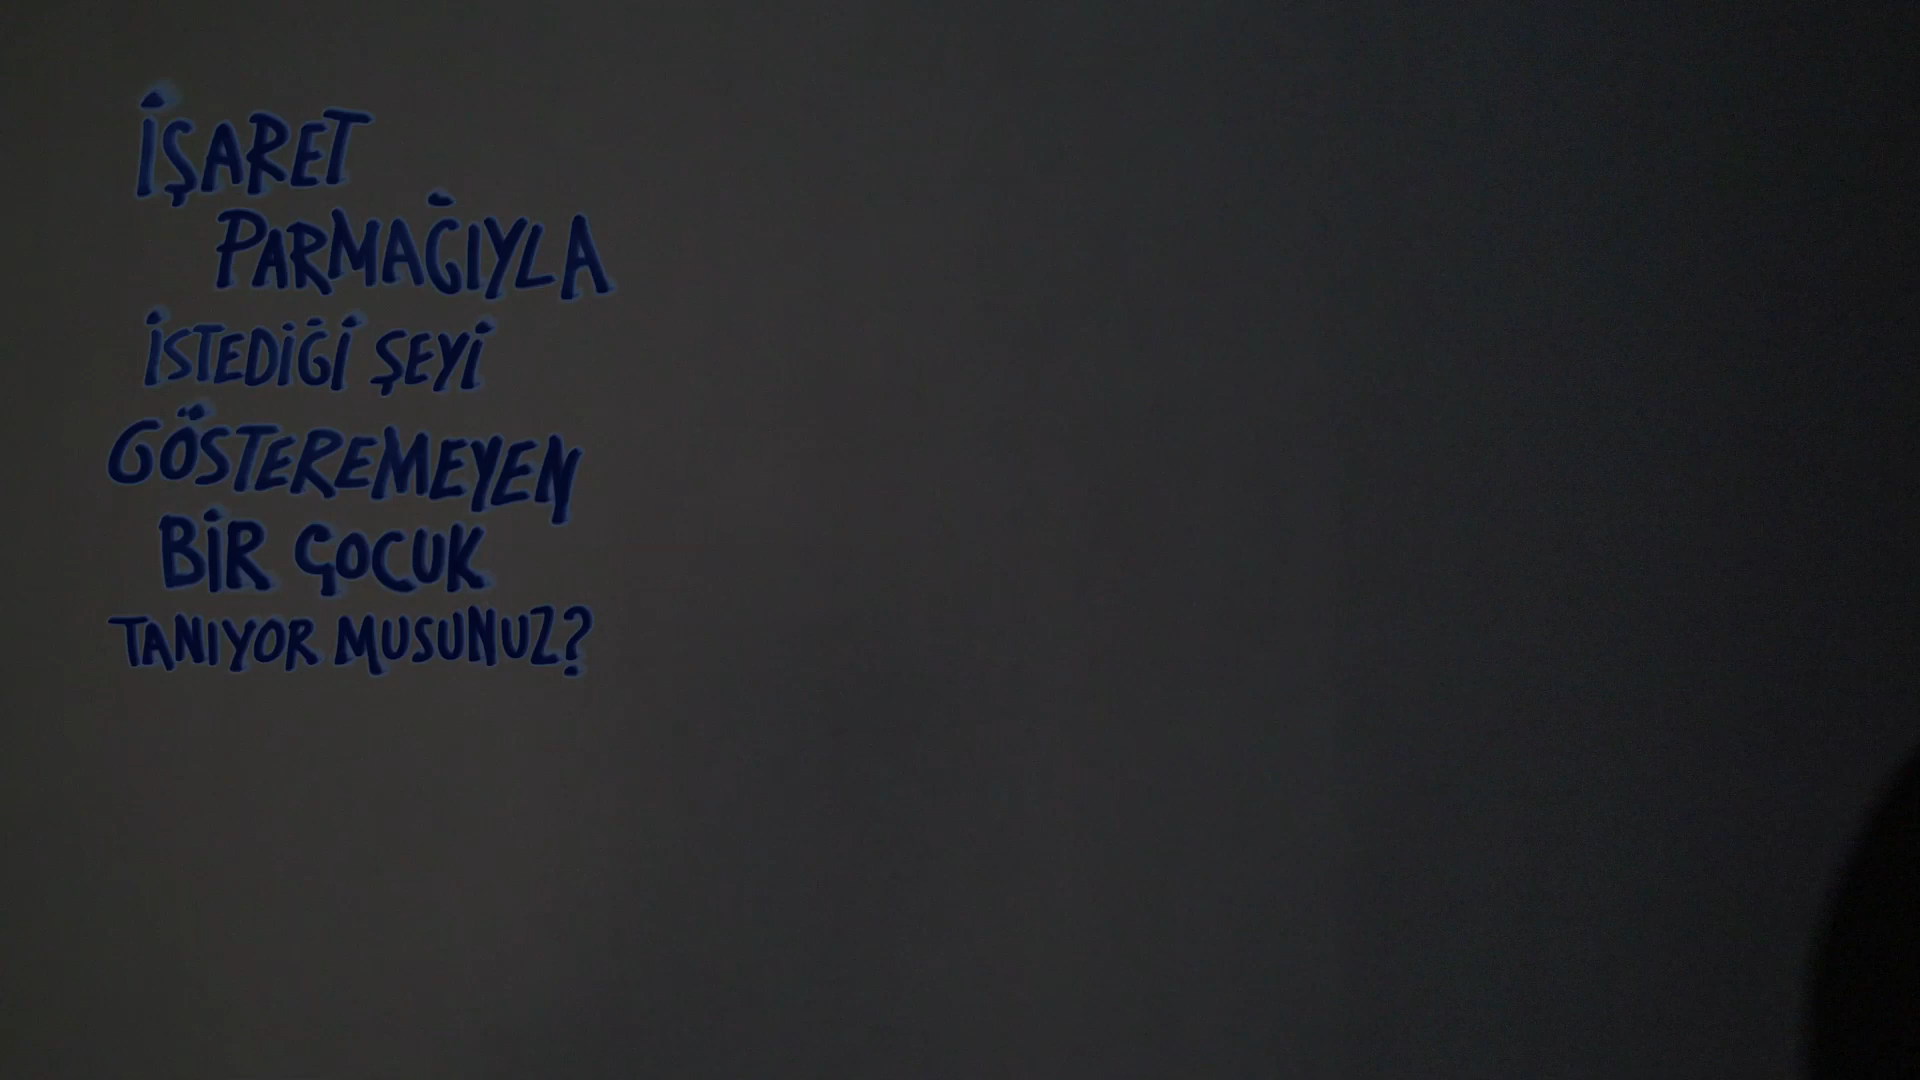 İŞARET
PARMAĞIYLA
İSTEDİĞİ ŞEYİ
GÖSTEREMEYEN
BİR ÇOCUK
TANIYOR MUSUNUZ?